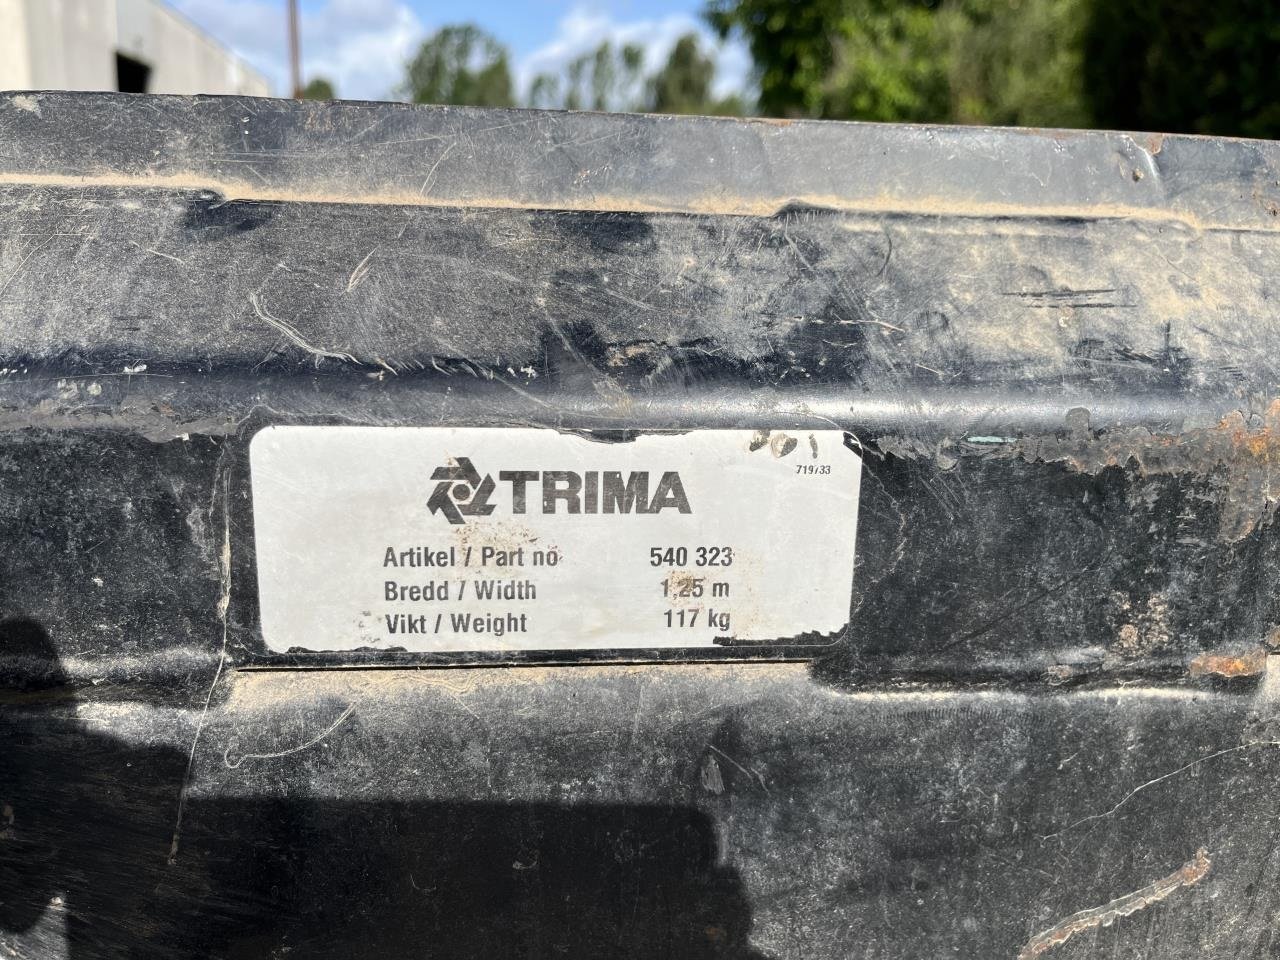 719733
TRIMA
Artikel / Part no 540 323
Bredd / Width 1,25 m
Vikt / Weight 117 kg